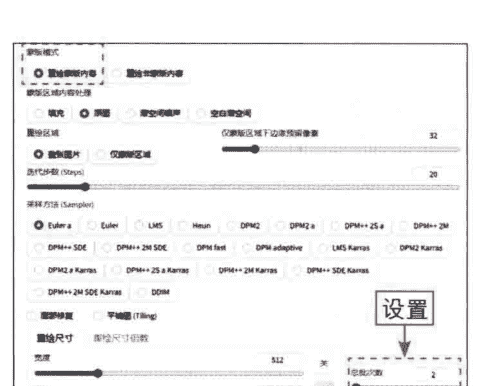 蒙版模式
重绘蒙版内容 重绘非蒙版内容
蒙版区域内容处理
填充 原图 潜空间噪声 空白潜空间
重绘区域 仅蒙版区域下边缘预留像素 32
整张图片 仅蒙版区域
迭代步数 (Steps) 20
采样方法 (Sampler)
Euler a Euler LMS Heun DPM2 DPM2 a DPM++ 2S a DPM++ 2M
DPM++ SDE DPM++ 2M SDE DPM fast DPM adaptive LMS Karras DPM2 Karras
DPM2 a Karras DPM++ 2S a Karras DPM++ 2M Karras DPM++ SDE Karras
DPM++ 2M SDE Karras DDIM
面部修复 平铺图 (Tiling)
设置
重绘尺寸 重绘尺寸倍数
宽度 512 总批次数 2